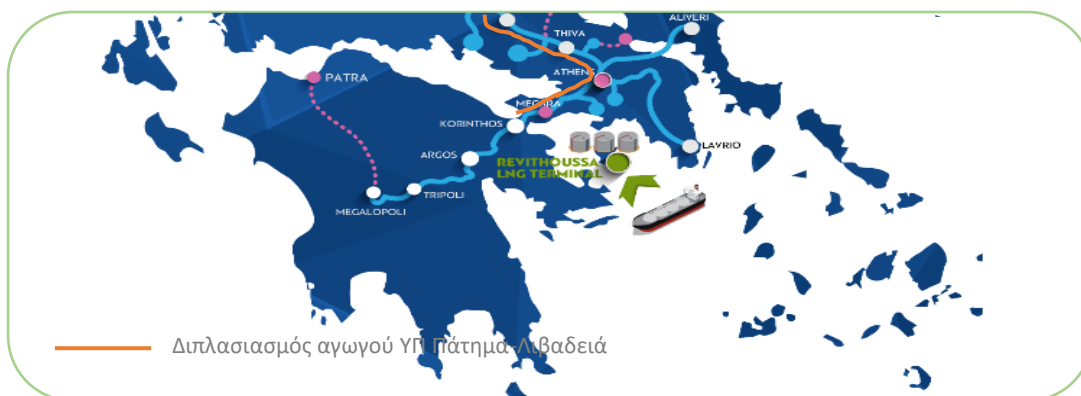 ALIVERI
THIVA
ATHENS
PATRA
MEGARA
KORINTHOS
ARGOS
LAVRIO
REVITHOUSSA
LNG TERMINAL
TRIPOLI
MEGALOPOLI
Διπλασιασμός αγωγού ΥΠ Πάτημα-Λιβαδειά